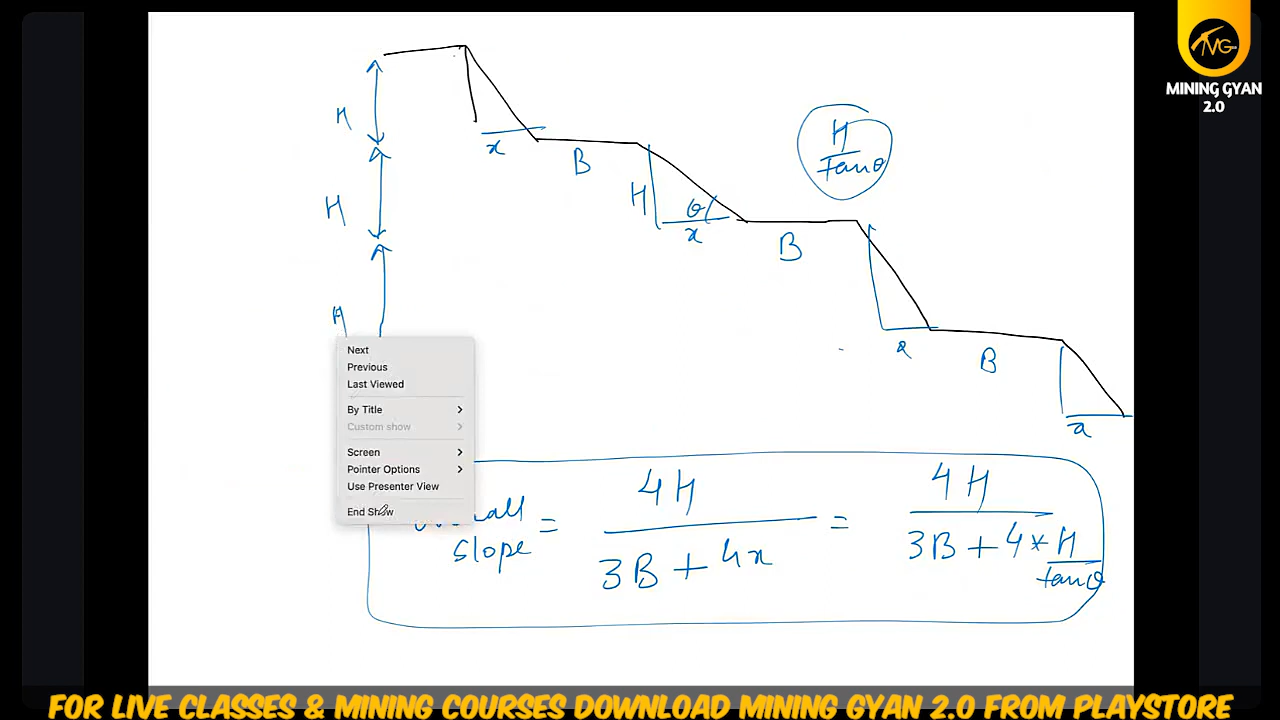 MINING GYAN
2.0
H
x
B
H
tanθ
H
H
θ
x
B
H
x
B
x
Next
Previous
Last Viewed
By Title
Custom show
Screen
Pointer Options
Use Presenter View
End Show
slope = 4H / 3B + 4x = 4H / 3B + 4 * H / tanθ
FOR LIVE CLASSES & MINING COURSES DOWNLOAD MINING GYAN 2.0 FROM PLAYSTORE